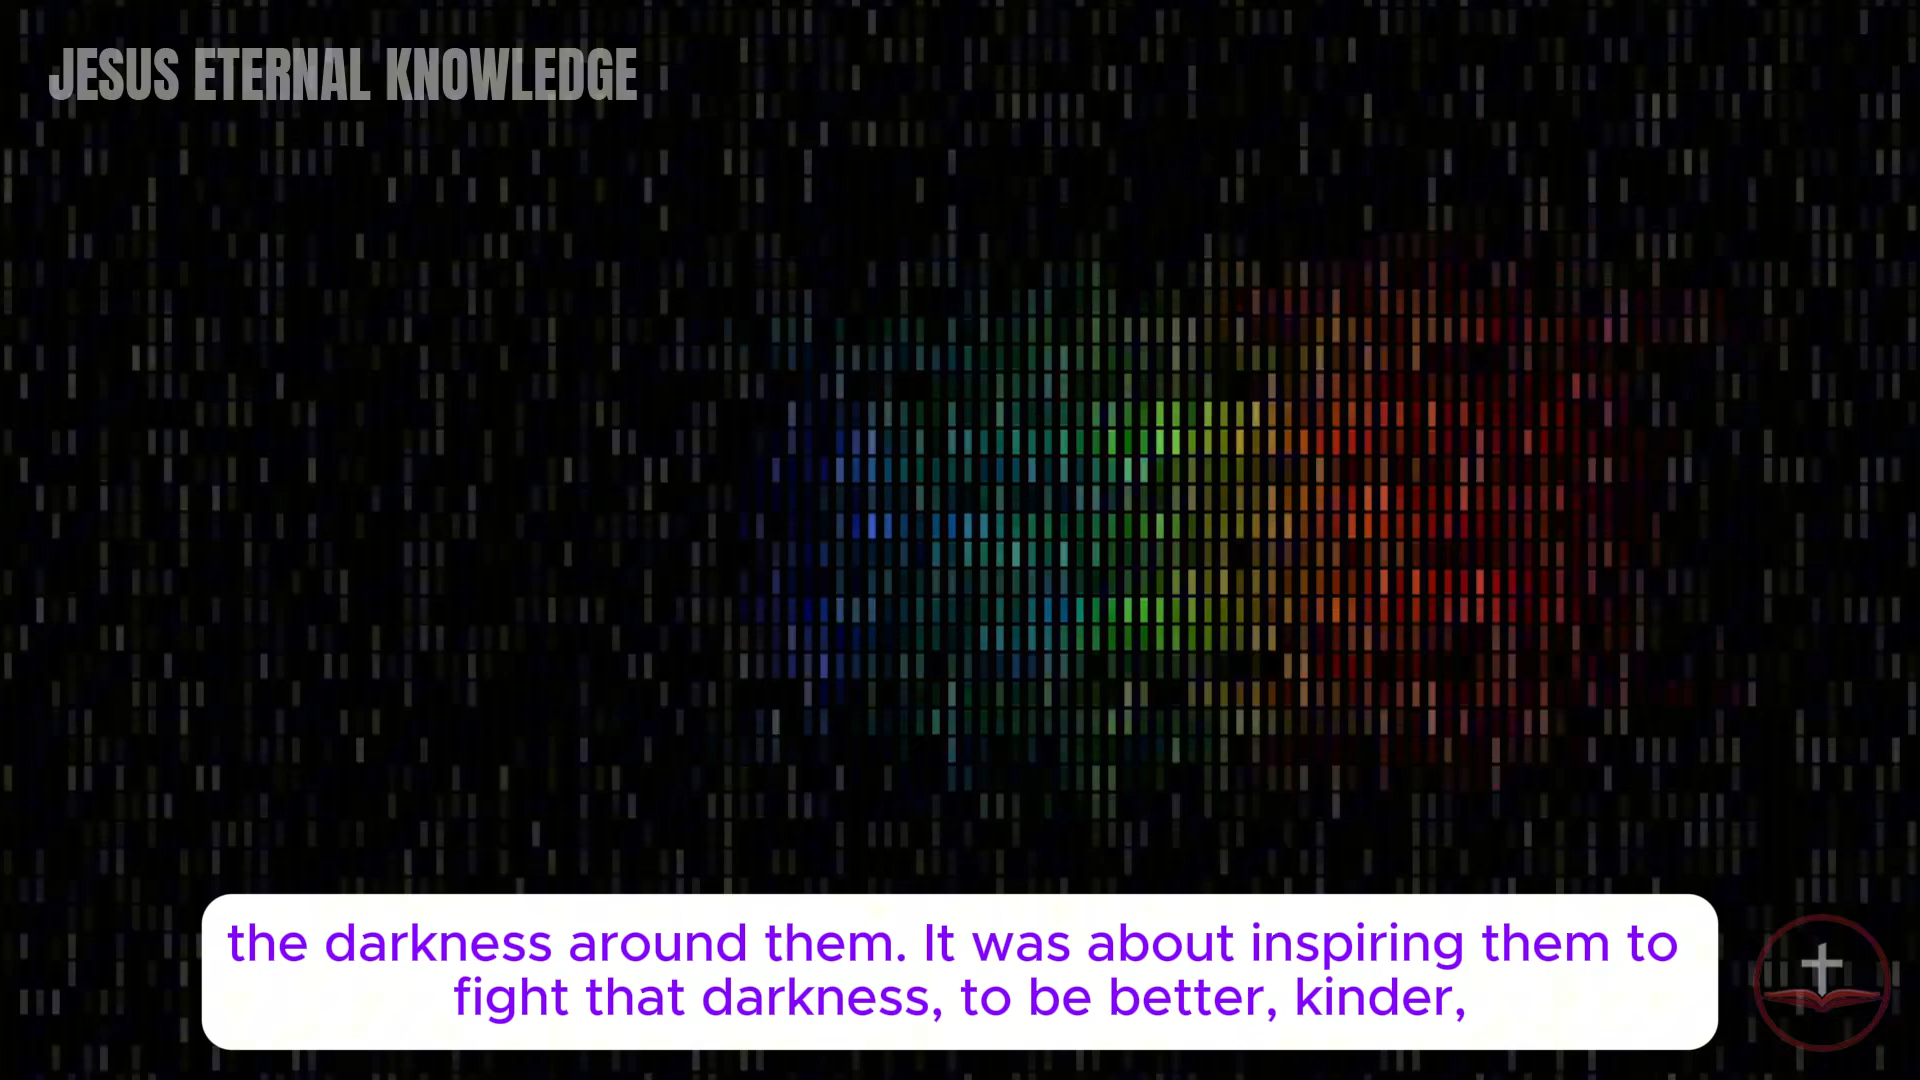 JESUS ETERNAL KNOWLEDGE
the darkness around them. It was about inspiring them to
fight that darkness, to be better, kinder,